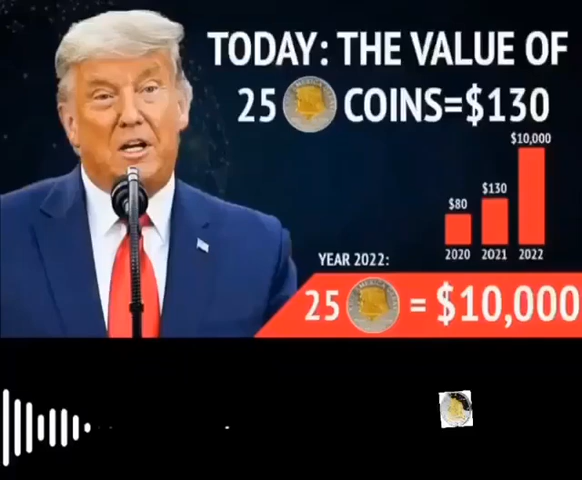 TODAY: THE VALUE OF
25 COINS=$130
$10,000
$130
$80
2020 2021 2022
YEAR 2022:
25 = $10,000